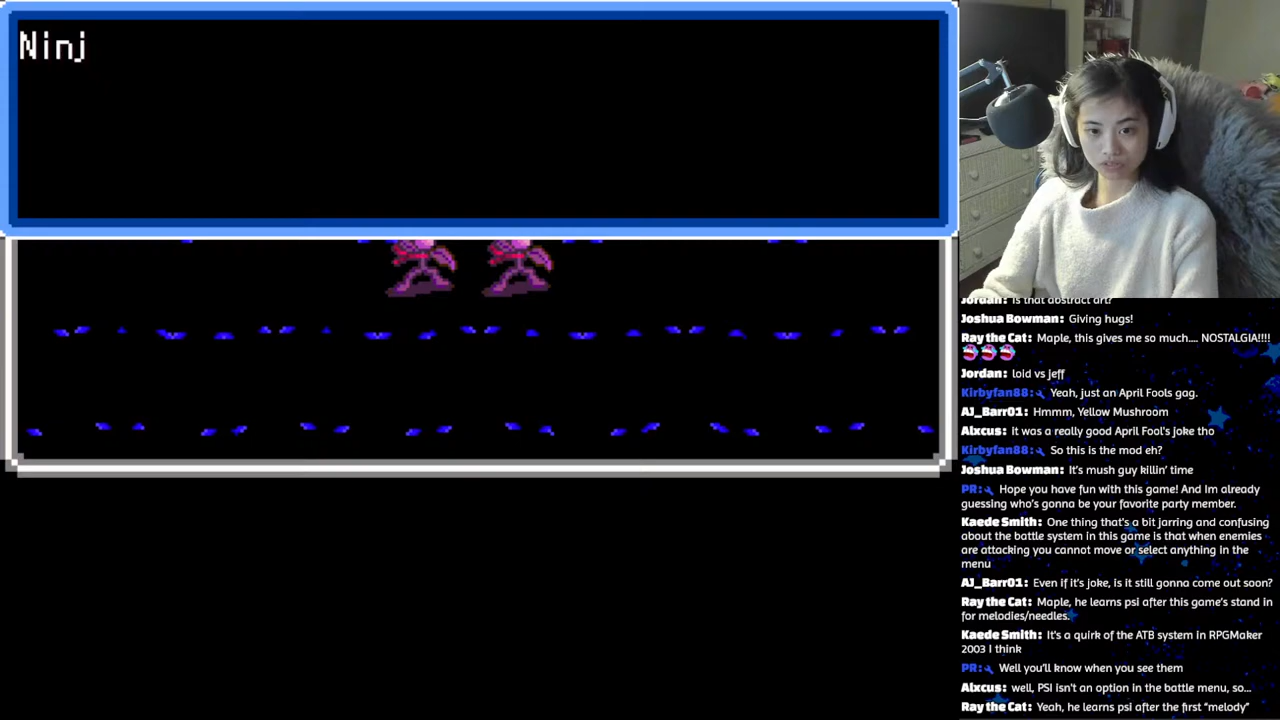 Ninj
Jordan: Is that abstract art?
Joshua Bowman: Giving hugs!
Ray the Cat: Maple, this gives me so much.... NOSTALGIA!!!!
Jordan: loid vs jeff
Kirbyfan88: Yeah, just an April Fools gag.
AJ_Barr01: Hmmm, Yellow Mushroom
Alxcus: it was a really good April Fool's joke tho
Kirbyfan88: So this is the mod eh?
Joshua Bowman: It's mush guy killin' time
PR: Hope you have fun with this game! And Im already
guessing who's gonna be your favorite party member.
Kaede Smith: One thing that's a bit jarring and confusing
about the battle system in this game is that when enemies
are attacking you cannot move or select anything in the
menu
AJ_Barr01: Even if it's joke, is it still gonna come out soon?
Ray the Cat: Maple, he learns psi after this game's stand in
for melodies/needles.
Kaede Smith: It's a quirk of the ATB system in RPGMaker
2003 I think
PR: Well you'll know when you see them
Alxcus: well, PSI isn't an option in the battle menu, so...
Ray the Cat: Yeah, he learns psi after the first "melody"